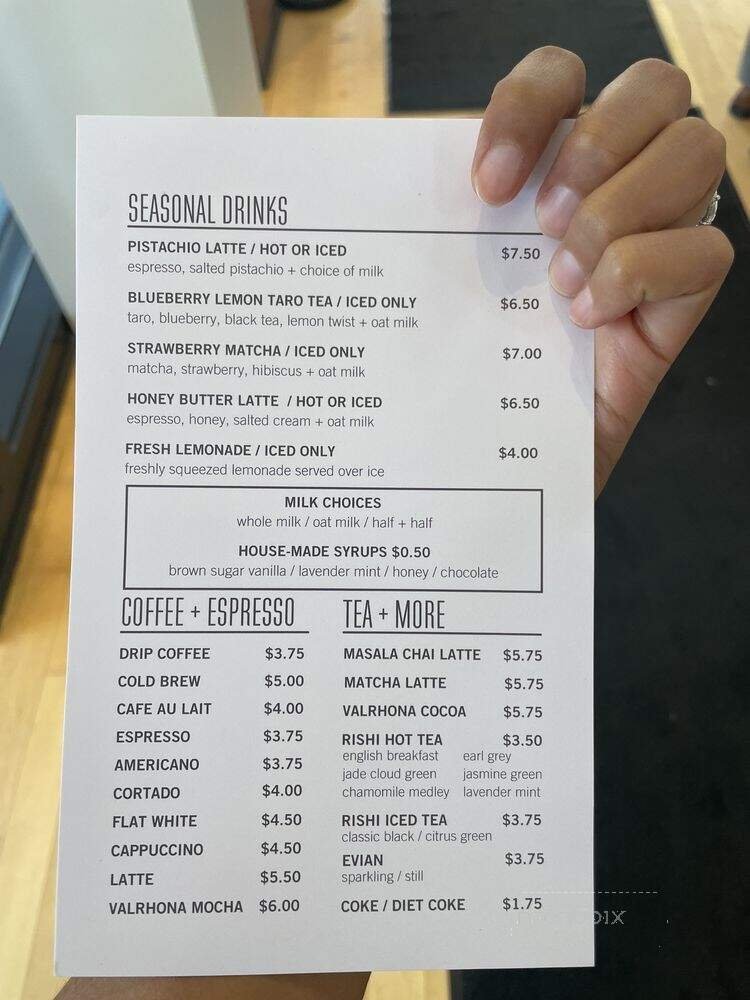 SEASONAL DRINKS
PISTACHIO LATTE / HOT OR ICED $7.50
espresso, salted pistachio + choice of milk
BLUEBERRY LEMON TARO TEA / ICED ONLY $6.50
taro, blueberry, black tea, lemon twist + oat milk
STRAWBERRY MATCHA / ICED ONLY $7.00
matcha, strawberry, hibiscus + oat milk
HONEY BUTTER LATTE / HOT OR ICED $6.50
espresso, honey, salted cream + oat milk
FRESH LEMONADE / ICED ONLY $4.00
freshly squeezed lemonade served over ice
MILK CHOICES
whole milk / oat milk / half + half
HOUSE-MADE SYRUPS $0.50
brown sugar vanilla / lavender mint / honey / chocolate
COFFEE + ESPRESSO
DRIP COFFEE $3.75
COLD BREW $5.00
CAFE AU LAIT $4.00
ESPRESSO $3.75
AMERICANO $3.75
CORTADO $4.00
FLAT WHITE $4.50
CAPPUCCINO $4.50
LATTE $5.50
VALRHONA MOCHA $6.00
TEA + MORE
MASALA CHAI LATTE $5.75
MATCHA LATTE $5.75
VALRHONA COCOA $5.75
RISHI HOT TEA $3.50
english breakfast earl grey
jade cloud green jasmine green
chamomile medley lavender mint
RISHI ICED TEA $3.75
classic black / citrus green
EVIAN $3.75
sparkling / still
COKE / DIET COKE $1.75